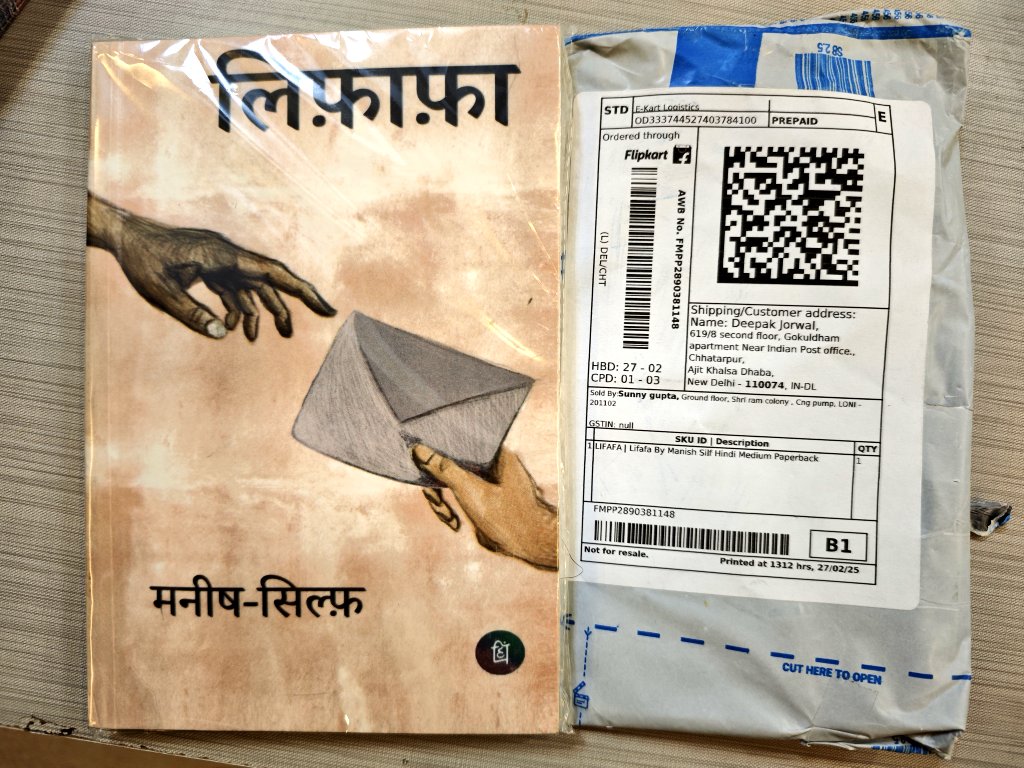 लिफ़ाफ़ा
मनीष-सिल्फ़
हिं
SB 2.5
STD
E-Kart Logistics
OD333744527403784100
PREPAID
E
Ordered through
Flipkart
AWB No. FMPP2890381148
(L) DEL/CHT
HBD: 27 - 02
CPD: 01 - 03
Shipping/Customer address:
Name: Deepak Jorwal,
619/8 second floor, Gokuldham
apartment Near Indian Post office.,
Chhatarpur,
Ajit Khalsa Dhaba,
New Delhi - 110074, IN-DL
Sold By:Sunny gupta, Ground floor, Shri ram colony , Cng pump, LONI -
201102
GSTIN: null
SKU ID | Description
QTY
1 LIFAFA | Lifafa By Manish Silf Hindi Medium Paperback
1
FMPP2890381148
B1
Not for resale.
Printed at 1312 hrs, 27/02/25
CUT HERE TO OPEN